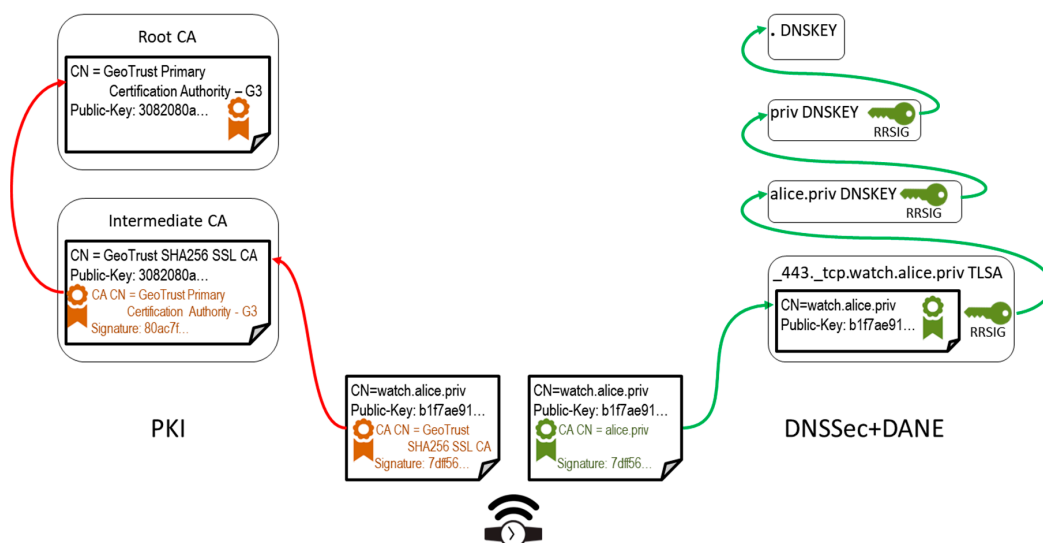 Root CA
CN = GeoTrust Primary
Certification Authority – G3
Public-Key: 3082080a...
Intermediate CA
CN = GeoTrust SHA256 SSL CA
Public-Key: 3082080a...
CA CN = GeoTrust Primary
Certification Authority - G3
Signature: 80ac7f...
PKI
CN=watch.alice.priv
Public-Key: b1f7ae91...
CA CN = GeoTrust
SHA256 SSL CA
Signature: 7dff56...
CN=watch.alice.priv
Public-Key: b1f7ae91...
CA CN = alice.priv
Signature: 7dff56...
. DNSKEY
priv DNSKEY
RRSIG
alice.priv DNSKEY
RRSIG
_443._tcp.watch.alice.priv TLSA
CN=watch.alice.priv
Public-Key: b1f7ae91...
RRSIG
DNSSec+DANE